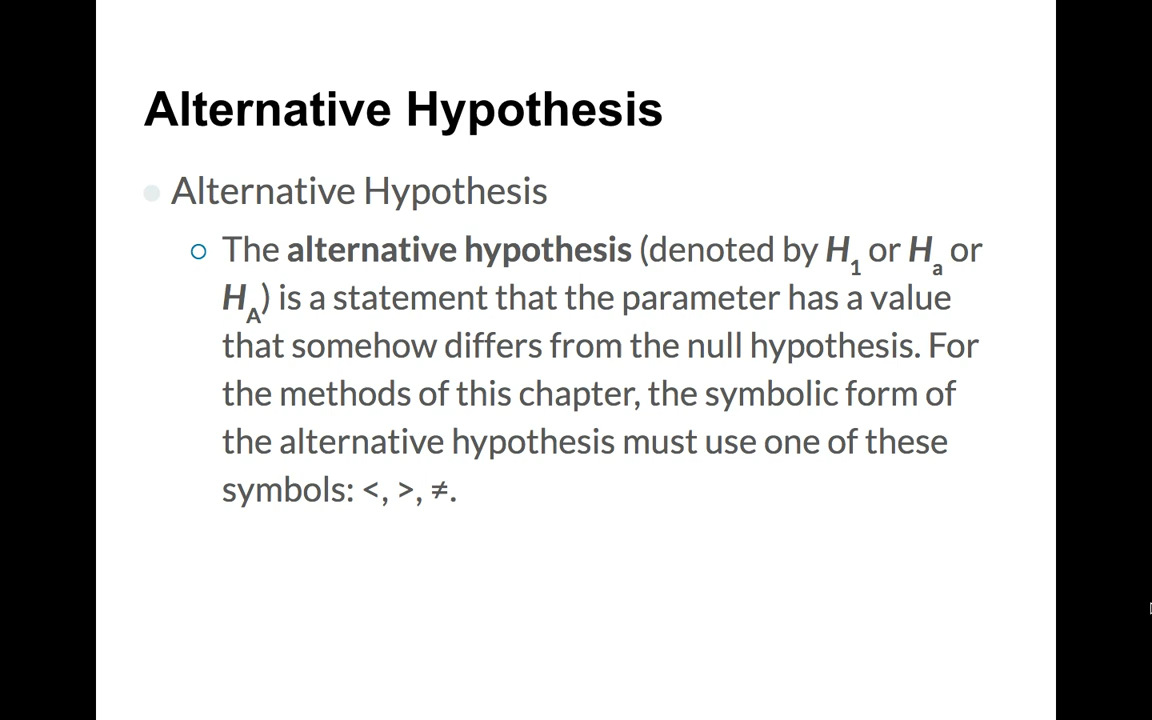 Alternative Hypothesis
Alternative Hypothesis
The alternative hypothesis (denoted by H₁ or Hₐ or
H_A) is a statement that the parameter has a value
that somehow differs from the null hypothesis. For
the methods of this chapter, the symbolic form of
the alternative hypothesis must use one of these
symbols: <, >, ≠.